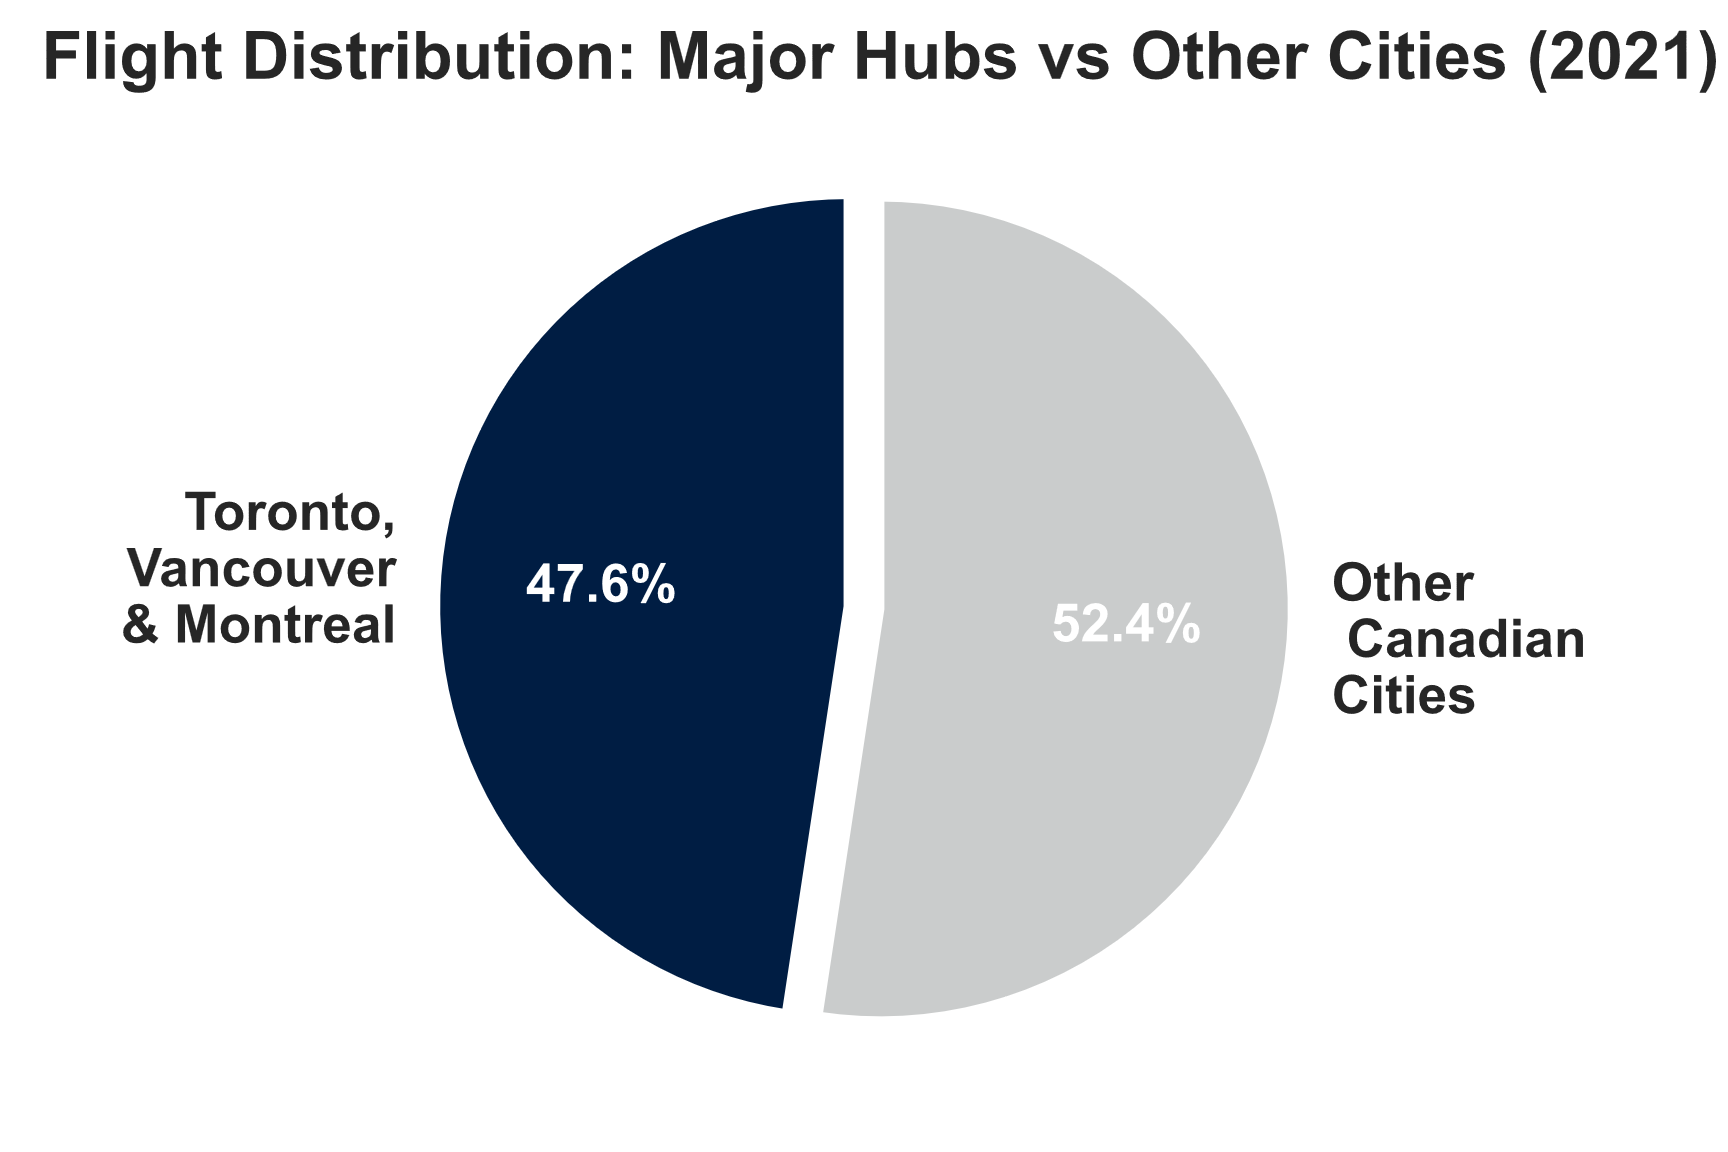 Flight Distribution: Major Hubs vs Other Cities (2021)
Toronto,
Vancouver
& Montreal
47.6%
52.4%
Other
Canadian
Cities